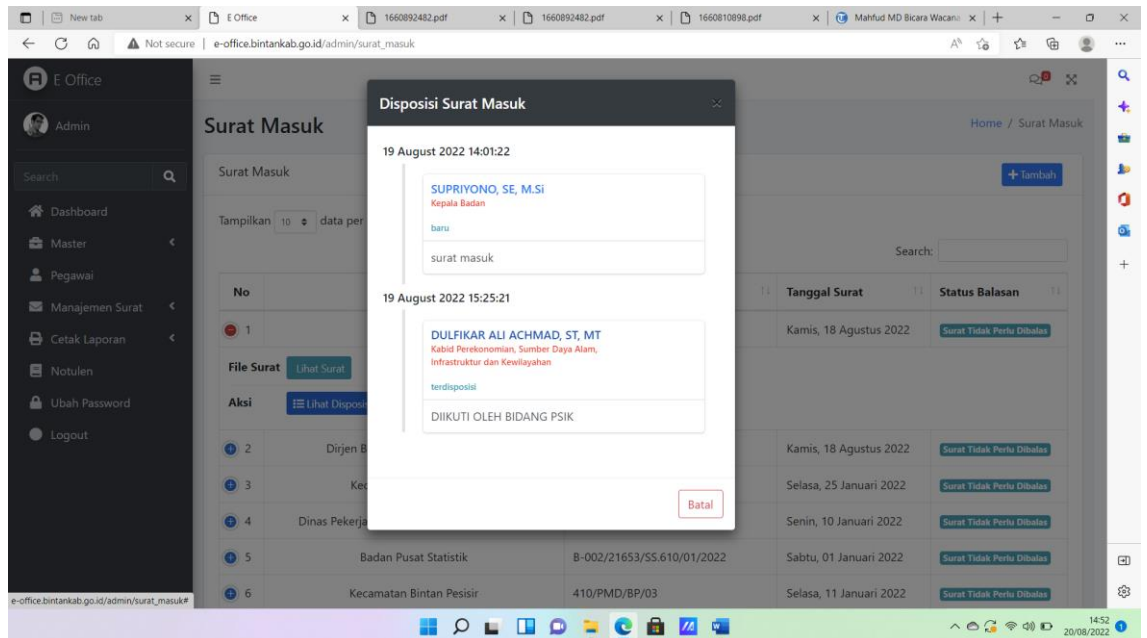 New tab
E Office
1660892482.pdf
1660892482.pdf
1660810898.pdf
Mahfud MD Bicara Wacana
Not secure
e-office.bintankab.go.id/admin/surat_masuk
E Office
Admin
Search
Dashboard
Master
Pegawai
Manajemen Surat
Cetak Laporan
Notulen
Ubah Password
Logout
Surat Masuk
Home / Surat Masuk
Surat Masuk
Tambah
Tampilkan 10 data per
Search:
No
Tanggal Surat
Status Balasan
1
Kamis, 18 Agustus 2022
Surat Tidak Perlu Dibalas
File Surat
Lihat Surat
Aksi
Lihat Disposisi
2
Dirjen B
Kamis, 18 Agustus 2022
Surat Tidak Perlu Dibalas
3
Kec
Selasa, 25 Januari 2022
Surat Tidak Perlu Dibalas
4
Dinas Pekerja
Senin, 10 Januari 2022
Surat Tidak Perlu Dibalas
5
Badan Pusat Statistik
B-002/21653/SS.610/01/2022
Sabtu, 01 Januari 2022
Surat Tidak Perlu Dibalas
6
Kecamatan Bintan Pesisir
410/PMD/BP/03
Selasa, 11 Januari 2022
Surat Tidak Perlu Dibalas
Disposisi Surat Masuk
19 August 2022 14:01:22
SUPRIYONO, SE, M.Si
Kepala Badan
baru
surat masuk
19 August 2022 15:25:21
DULFIKAR ALI ACHMAD, ST, MT
Kabid Perekonomian, Sumber Daya Alam,
Infrastruktur dan Kewilayahan
terdisposisi
DIIKUTI OLEH BIDANG PSIK
Batal
e-office.bintankab.go.id/admin/surat_masuk#
14:52
20/08/2022